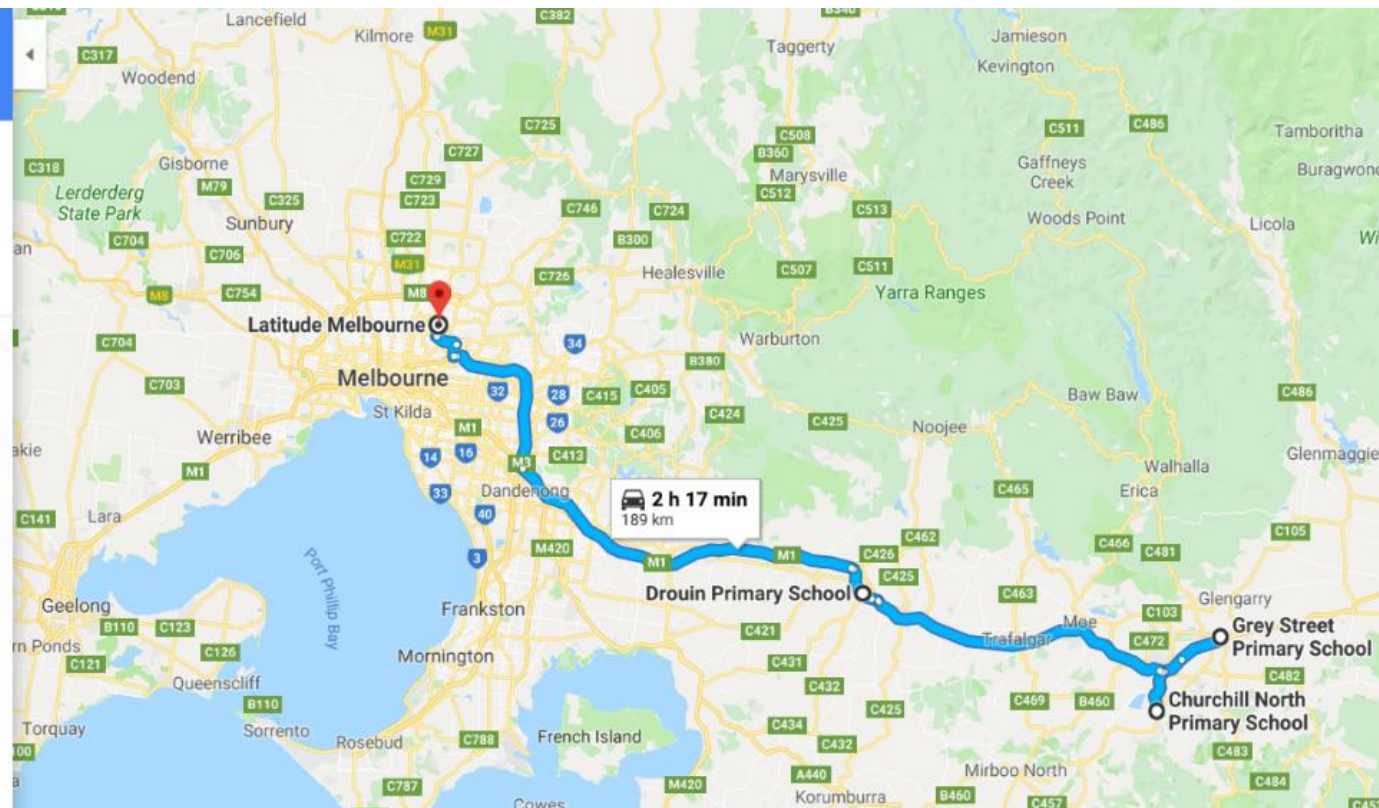 Lancefield
C382
B340
Kilmore
M31
Jamieson
C317
Taggerty
Kevington
Woodend
C725
C511
C486
C508
Tamboritha
C727
B360
Gisborne
C318
Marysville
Gaffneys
Creek
M79
C729
C512
Lerderderg
State Park
C325
C723
C746
C724
C513
Sunbury
Woods Point
Licola
C704
C722
B300
C706
M31
C507
C511
C726
Healesville
M8
C754
M8
Yarra Ranges
Latitude Melbourne
Warburton
C704
34
B380
Melbourne
C703
32
28
C415
C405
Baw Baw
C486
St Kilda
26
C424
C425
Noojee
Werribee
M1
C406
14
16
C413
Glenmaggie
M1
M3
Walhalla
33
Dandenong
2 h 17 min
189 km
C465
Erica
C141
Lara
40
C105
M420
C462
C466
C481
3
M1
M1
C426
C425
Port Phillip Bay
Drouin Primary School
C463
Geelong
Frankston
C103
Glengarry
B110
C123
C421
Moe
Grey Street
Primary School
rn Ponds
Trafalgar
C472
C126
Mornington
C431
C121
C482
Queenscliff
C432
C469
B460
Churchill North
Primary School
B110
C425
Torquay
Sorrento
Rosebud
C788
French Island
C434
C432
C483
Mirboo North
C787
M420
A440
C484
Cowes
Korumburra
B460
C457